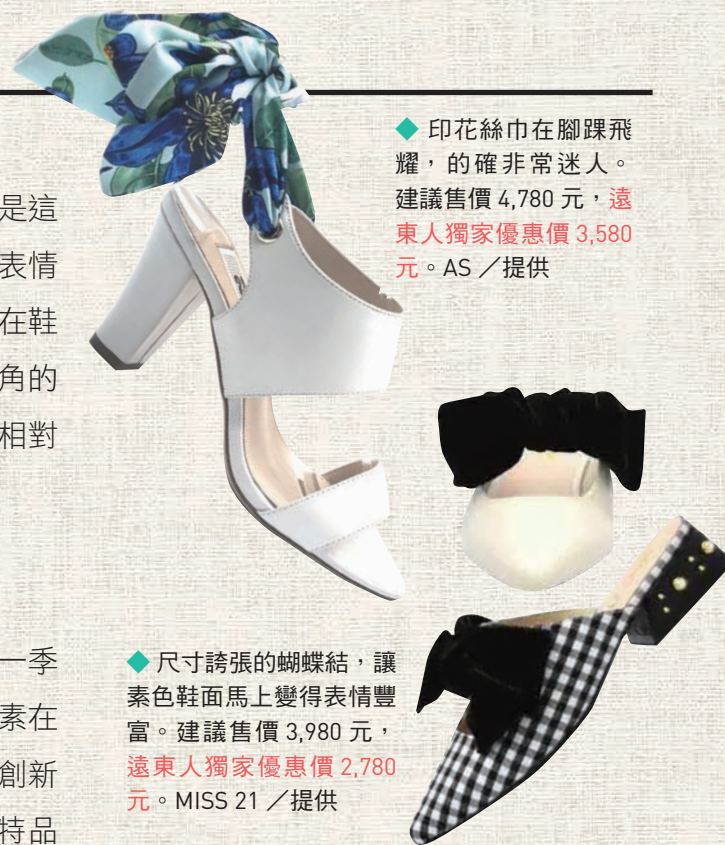 ◆ 印花絲巾在腳踝飛
耀，的確非常迷人。
建議售價 4,780 元，遠
東人獨家優惠價 3,580
元。AS ／提供
是這
表情
在鞋
角的
相對
一季
素在
創新
特品
◆ 尺寸誇張的蝴蝶結，讓
素色鞋面馬上變得表情豐
富。建議售價 3,980 元，
遠東人獨家優惠價 2,780
元。MISS 21 ／提供